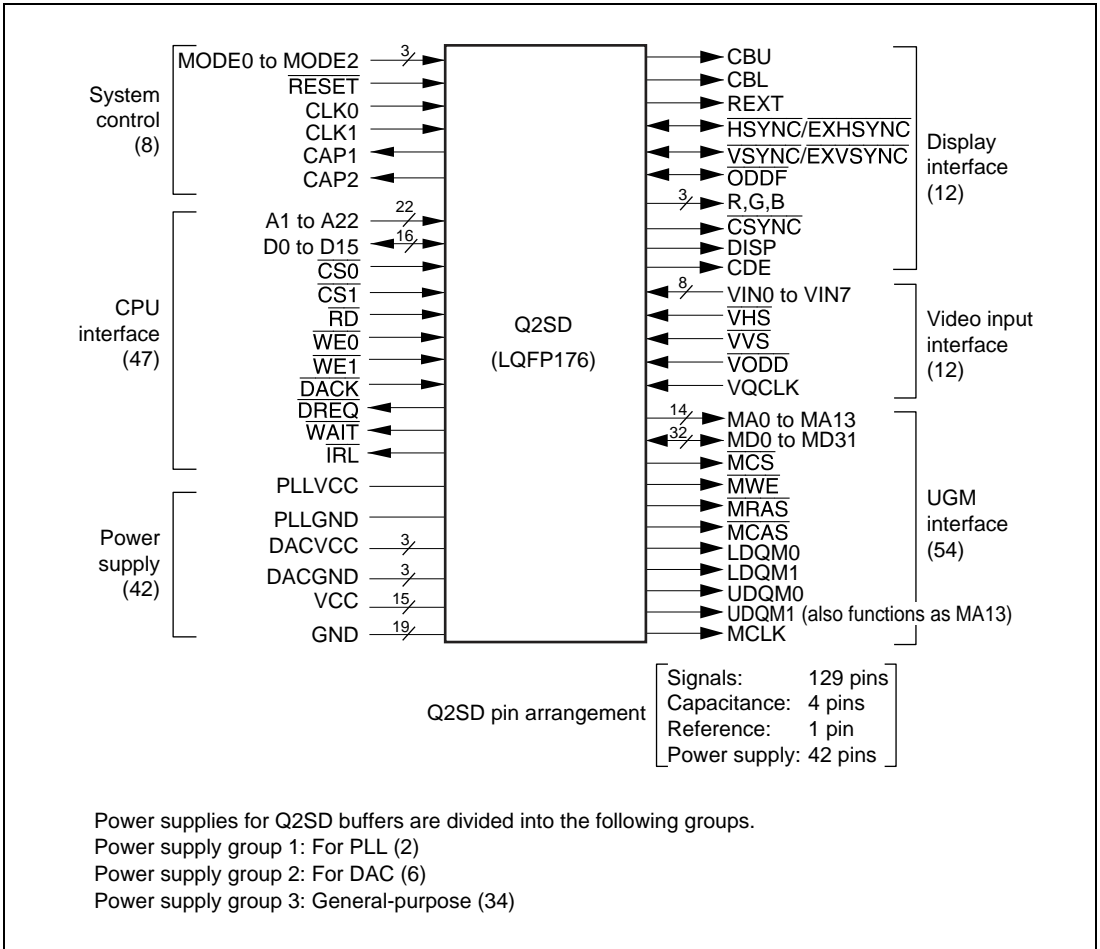 System
control
(8)
MODE0 to MODE2 3
RESET
CLK0
CLK1
CAP1
CAP2
CPU
interface
(47)
A1 to A22 22
D0 to D15 16
CS0
CS1
RD
WE0
WE1
DACK
DREQ
WAIT
IRL
Power
supply
(42)
PLLVCC
PLLGND
DACVCC 3
DACGND 3
VCC 15
GND 19
Q2SD
(LQFP176)
CBU
CBL
REXT
HSYNC/EXHSYNC
VSYNC/EXVSYNC
ODDF
3 R,G,B
CSYNC
DISP
CDE
Display
interface
(12)
8 VIN0 to VIN7
VHS
VVS
VODD
VQCLK
Video input
interface
(12)
14 MA0 to MA13
32 MD0 to MD31
MCS
MWE
MRAS
MCAS
LDQM0
LDQM1
UDQM0
UDQM1 (also functions as MA13)
MCLK
UGM
interface
(54)
Q2SD pin arrangement
Signals: 129 pins
Capacitance: 4 pins
Reference: 1 pin
Power supply: 42 pins
Power supplies for Q2SD buffers are divided into the following groups.
Power supply group 1: For PLL (2)
Power supply group 2: For DAC (6)
Power supply group 3: General-purpose (34)